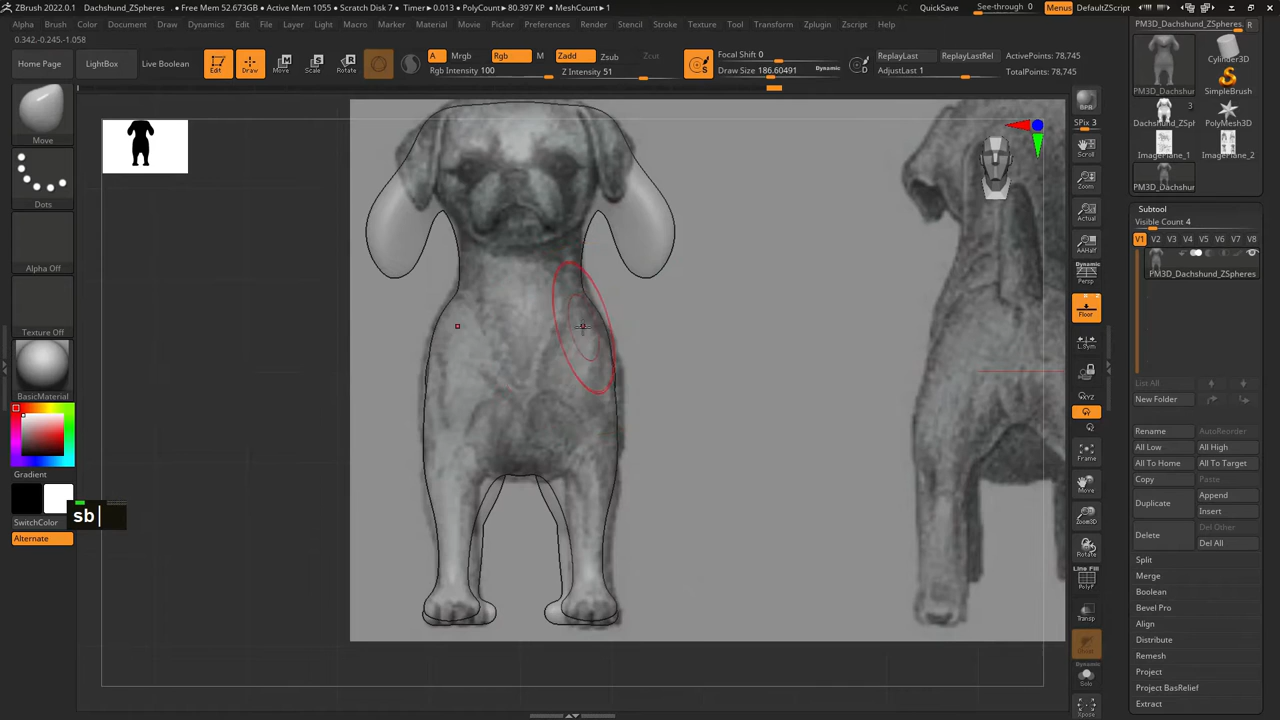 ZBrush 2022.0.1 Dachshund_ZSpheres . • Free Mem 52.673GB • Active Mem 1055 • Scratch Disk 7 • Timer▸0.013 • PolyCount▸80.397 KP • MeshCount▸1
AC QuickSave See-through 0 Menus DefaultZScript
Alpha Brush Color Document Draw Dynamics Edit File Layer Light Macro Marker Material Movie Picker Preferences Render Stencil Stroke Texture Tool Transform Zplugin Zscript Help
0.342,-0.245,-1.058
Home Page LightBox Live Boolean Edit Draw Move Scale Rotate
A Mrgb Rgb M Zadd Zsub Zcut
Rgb Intensity 100 Z Intensity 51
Focal Shift 0
Draw Size 186.60491 Dynamic
ReplayLast ReplayLastRel
AdjustLast 1
ActivePoints: 78,745
TotalPoints: 78,745
Move
Dots
Alpha Off
Texture Off
BasicMaterial
Gradient
SwitchColor
Alternate
sb
BPR
SPix 3
Scroll
Zoom
Actual
AAHalf
Dynamic
Persp
Floor
L.Sym
XYZ
Frame
Move
Zoom3D
Rotate
Line Fill
PolyF
Transp
Ghost
Dynamic
Solo
Xpose
PM3D_Dachshund_ZSpheres. R
PM3D_Dachshund
Cylinder3D
SimpleBrush
3
Dachshund_ZSph
PolyMesh3D
ImagePlane_1
ImagePlane_2
PM3D_Dachshund
Subtool
Visible Count 4
V1 V2 V3 V4 V5 V6 V7 V8
PM3D_Dachshund_ZSpheres
List All
New Folder
Rename AutoReorder
All Low All High
All To Home All To Target
Copy Paste
Duplicate Append
Insert
Delete Del Other
Del All
Split
Merge
Boolean
Bevel Pro
Align
Distribute
Remesh
Project
Project BasRelief
Extract